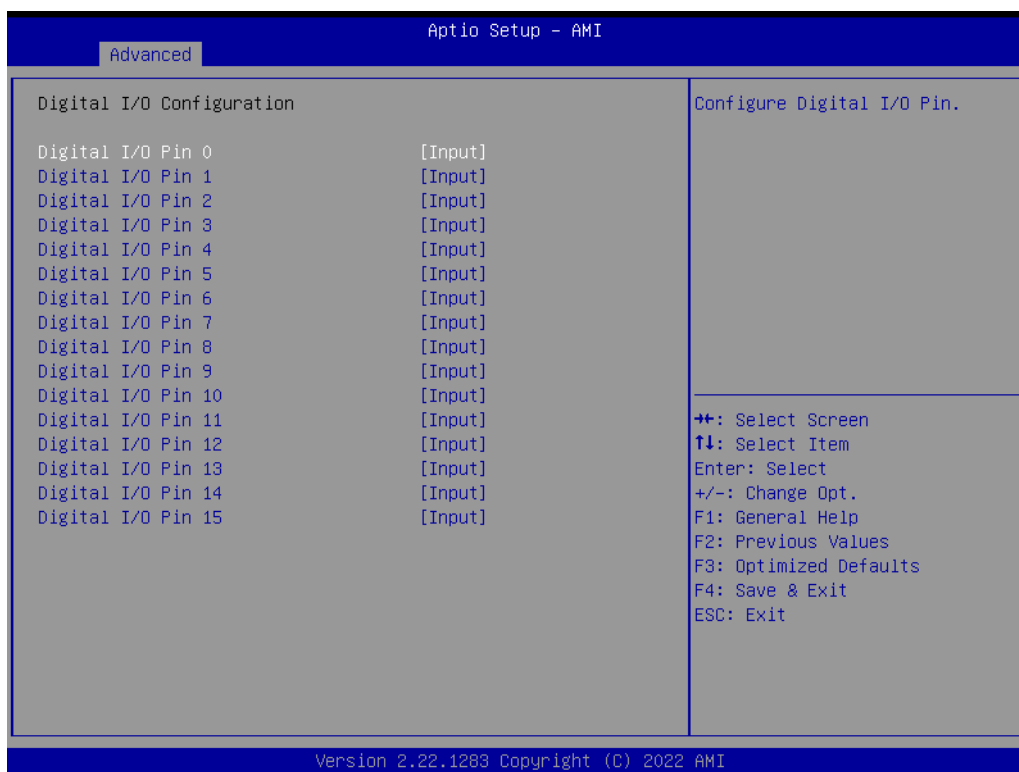 Aptio Setup – AMI
Advanced
Digital I/O Configuration
Digital I/O Pin 0 [Input]
Digital I/O Pin 1 [Input]
Digital I/O Pin 2 [Input]
Digital I/O Pin 3 [Input]
Digital I/O Pin 4 [Input]
Digital I/O Pin 5 [Input]
Digital I/O Pin 6 [Input]
Digital I/O Pin 7 [Input]
Digital I/O Pin 8 [Input]
Digital I/O Pin 9 [Input]
Digital I/O Pin 10 [Input]
Digital I/O Pin 11 [Input]
Digital I/O Pin 12 [Input]
Digital I/O Pin 13 [Input]
Digital I/O Pin 14 [Input]
Digital I/O Pin 15 [Input]
Configure Digital I/O Pin.
→←: Select Screen
↑↓: Select Item
Enter: Select
+/-: Change Opt.
F1: General Help
F2: Previous Values
F3: Optimized Defaults
F4: Save & Exit
ESC: Exit
Version 2.22.1283 Copyright (C) 2022 AMI